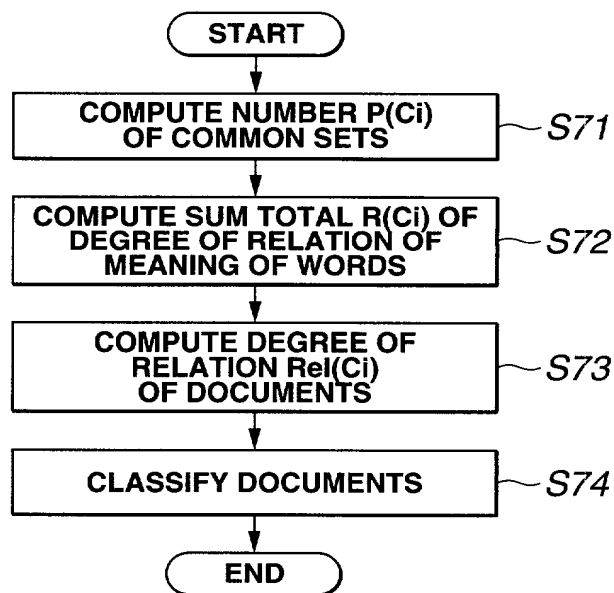 START
COMPUTE NUMBER P(Ci)
OF COMMON SETS
S71
COMPUTE SUM TOTAL R(Ci) OF
DEGREE OF RELATION OF
MEANING OF WORDS
S72
COMPUTE DEGREE OF
RELATION Rel(Ci)
OF DOCUMENTS
S73
CLASSIFY DOCUMENTS
S74
END